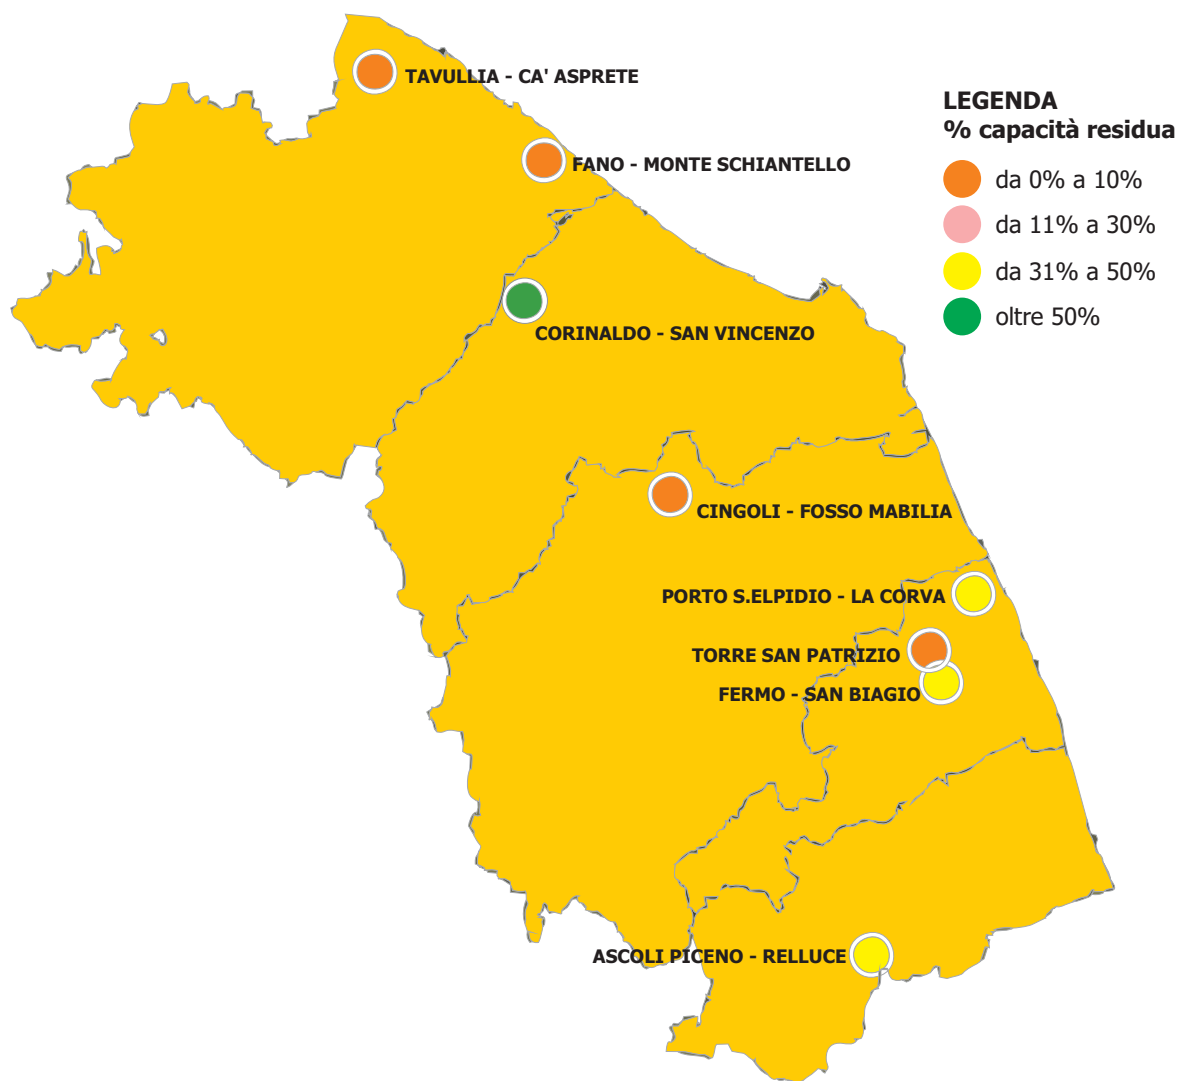 TAVULLIA - CA' ASPRETE
FANO - MONTE SCHIANTELLO
CORINALDO - SAN VINCENZO
CINGOLI - FOSSO MABILIA
PORTO S.ELPIDIO - LA CORVA
TORRE SAN PATRIZIO
FERMO - SAN BIAGIO
ASCOLI PICENO - RELLUCE
LEGENDA
% capacità residua
da 0% a 10%
da 11% a 30%
da 31% a 50%
oltre 50%